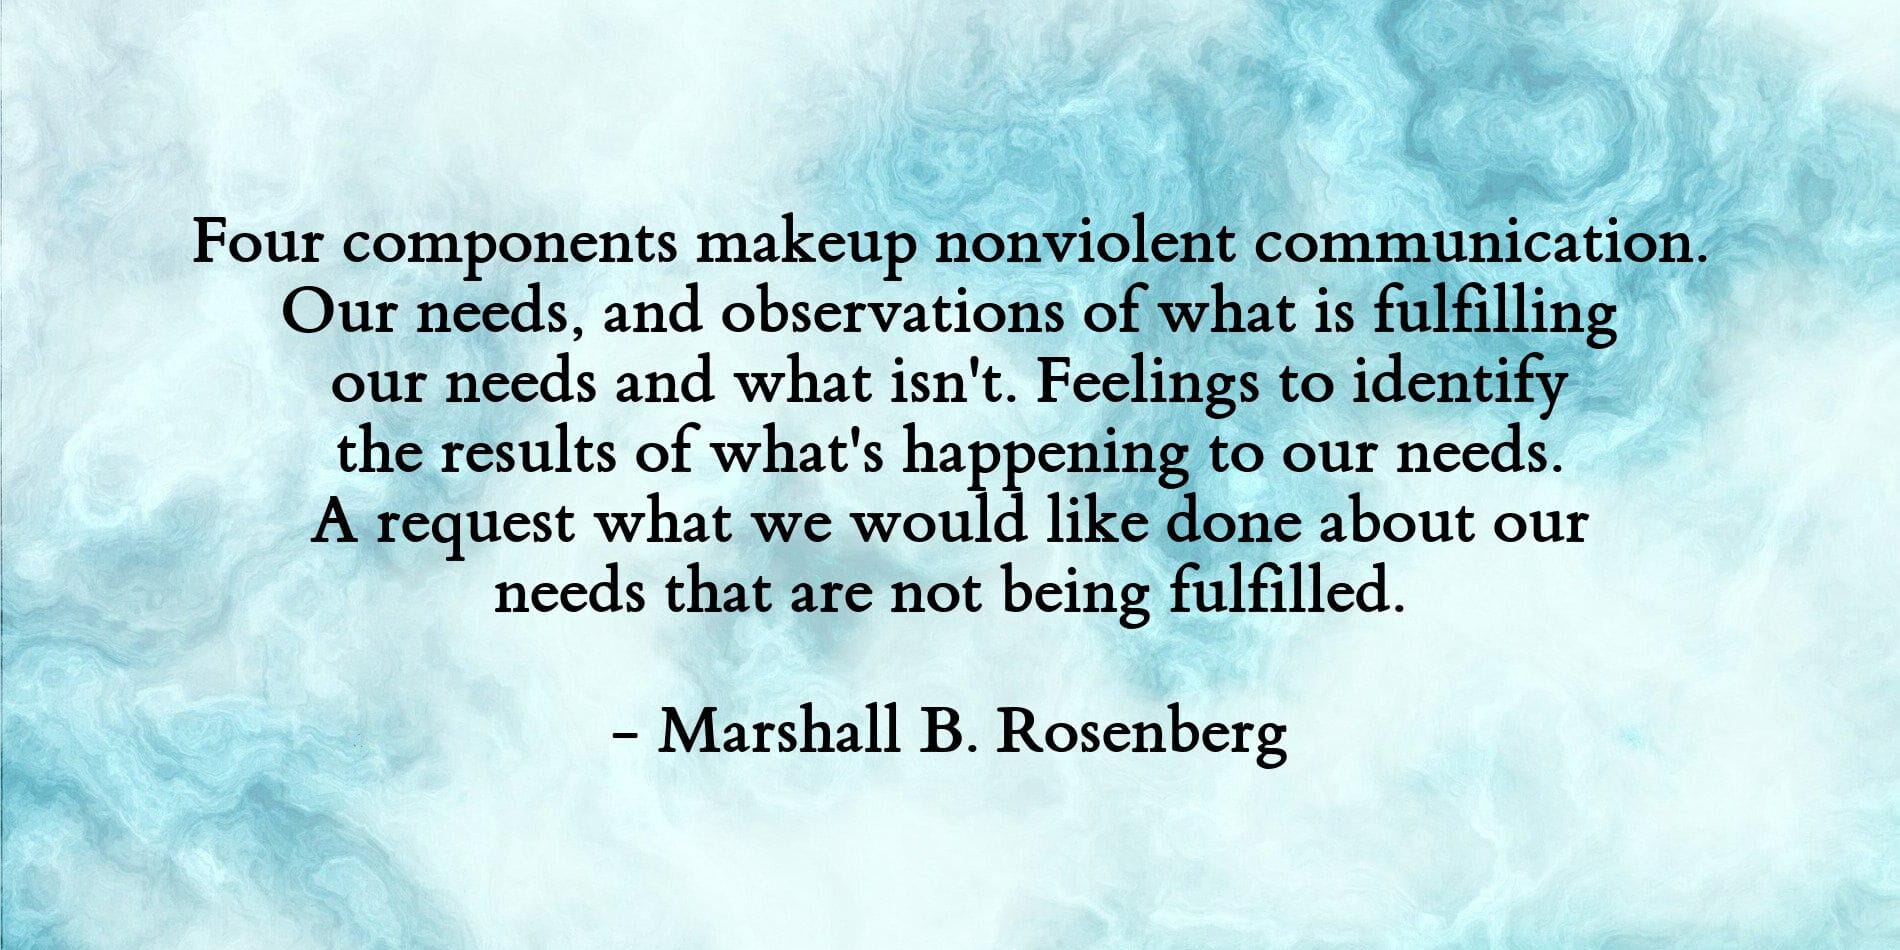 Four components makeup nonviolent communication.
Our needs, and observations of what is fulfilling
our needs and what isn't. Feelings to identify
the results of what's happening to our needs.
A request what we would like done about our
needs that are not being fulfilled.
- Marshall B. Rosenberg